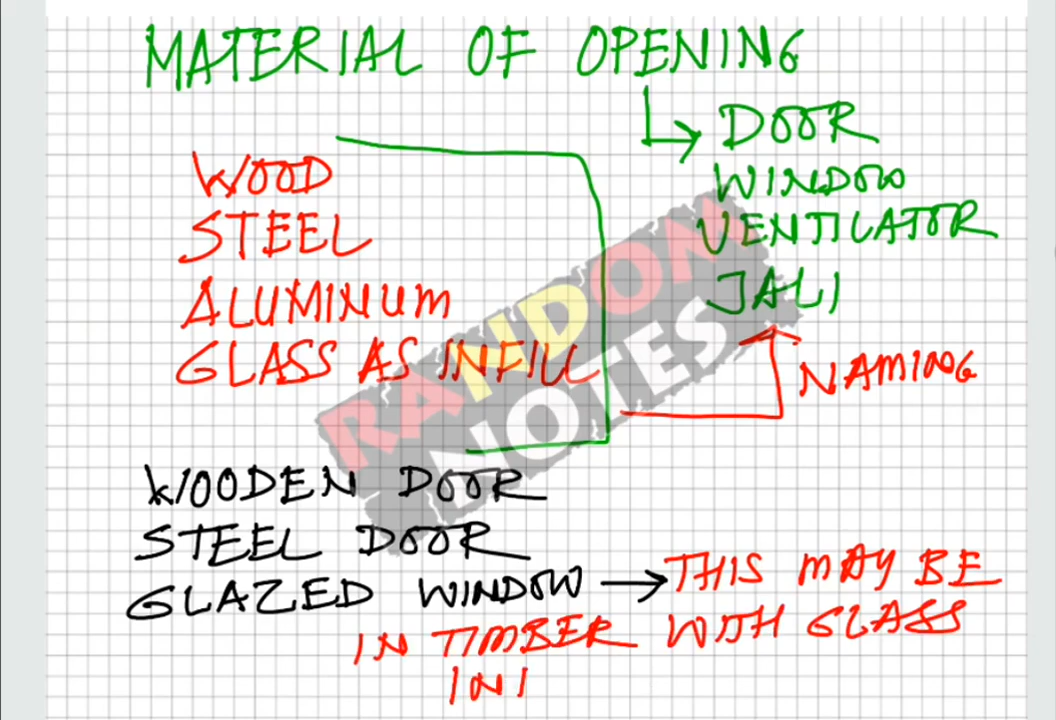 MATERIAL OF OPENING
DOOR
WINDOW
VENTILATOR
JALI
WOOD
STEEL
ALUMINUM
GLASS AS INFILL
NAMING
RANDOM
NOTES
WOODEN DOOR
STEEL DOOR
GLAZED WINDOW → THIS MAY BE
IN TIMBER WITH GLASS
INI